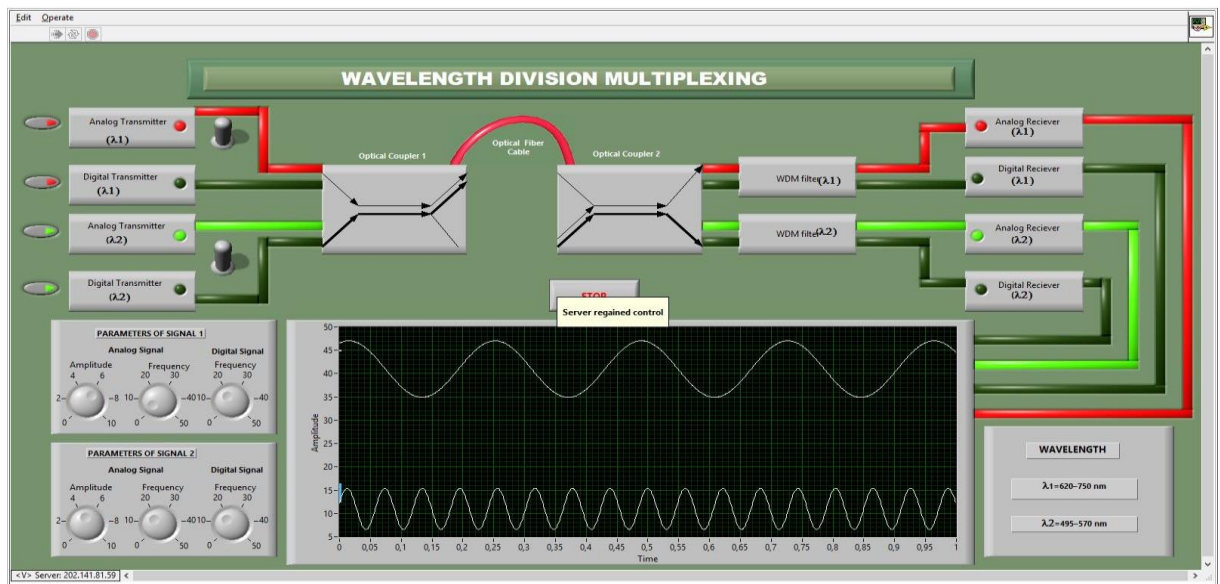 Edit Operate
WAVELENGTH DIVISION MULTIPLEXING
Analog Transmitter
(λ1)
Digital Transmitter
(λ1)
Analog Transmitter
(λ2)
Digital Transmitter
(λ2)
Optical Coupler 1
Optical Fiber
Cable
Optical Coupler 2
WDM filter(λ1)
WDM filter(λ2)
Analog Reciever
(λ1)
Digital Reciever
(λ1)
Analog Reciever
(λ2)
Digital Reciever
(λ2)
STOP
Server regained control
PARAMETERS OF SIGNAL 1
Analog Signal Digital Signal
Amplitude Frequency Frequency
4 6 20 30 20 30
2 8 10 40 10 40
0 10 0 50 0 50
PARAMETERS OF SIGNAL 2
Analog Signal Digital Signal
Amplitude Frequency Frequency
4 6 20 30 20 30
2 8 10 40 10 40
0 10 0 50 0 50
Amplitude
50
45
40
35
30
25
20
15
10
5
0 0,05 0,1 0,15 0,2 0,25 0,3 0,35 0,4 0,45 0,5 0,55 0,6 0,65 0,7 0,75 0,8 0,85 0,9 0,95 1
Time
WAVELENGTH
λ1=620-750 nm
λ2=495-570 nm
<V> Server: 202.141.81.59